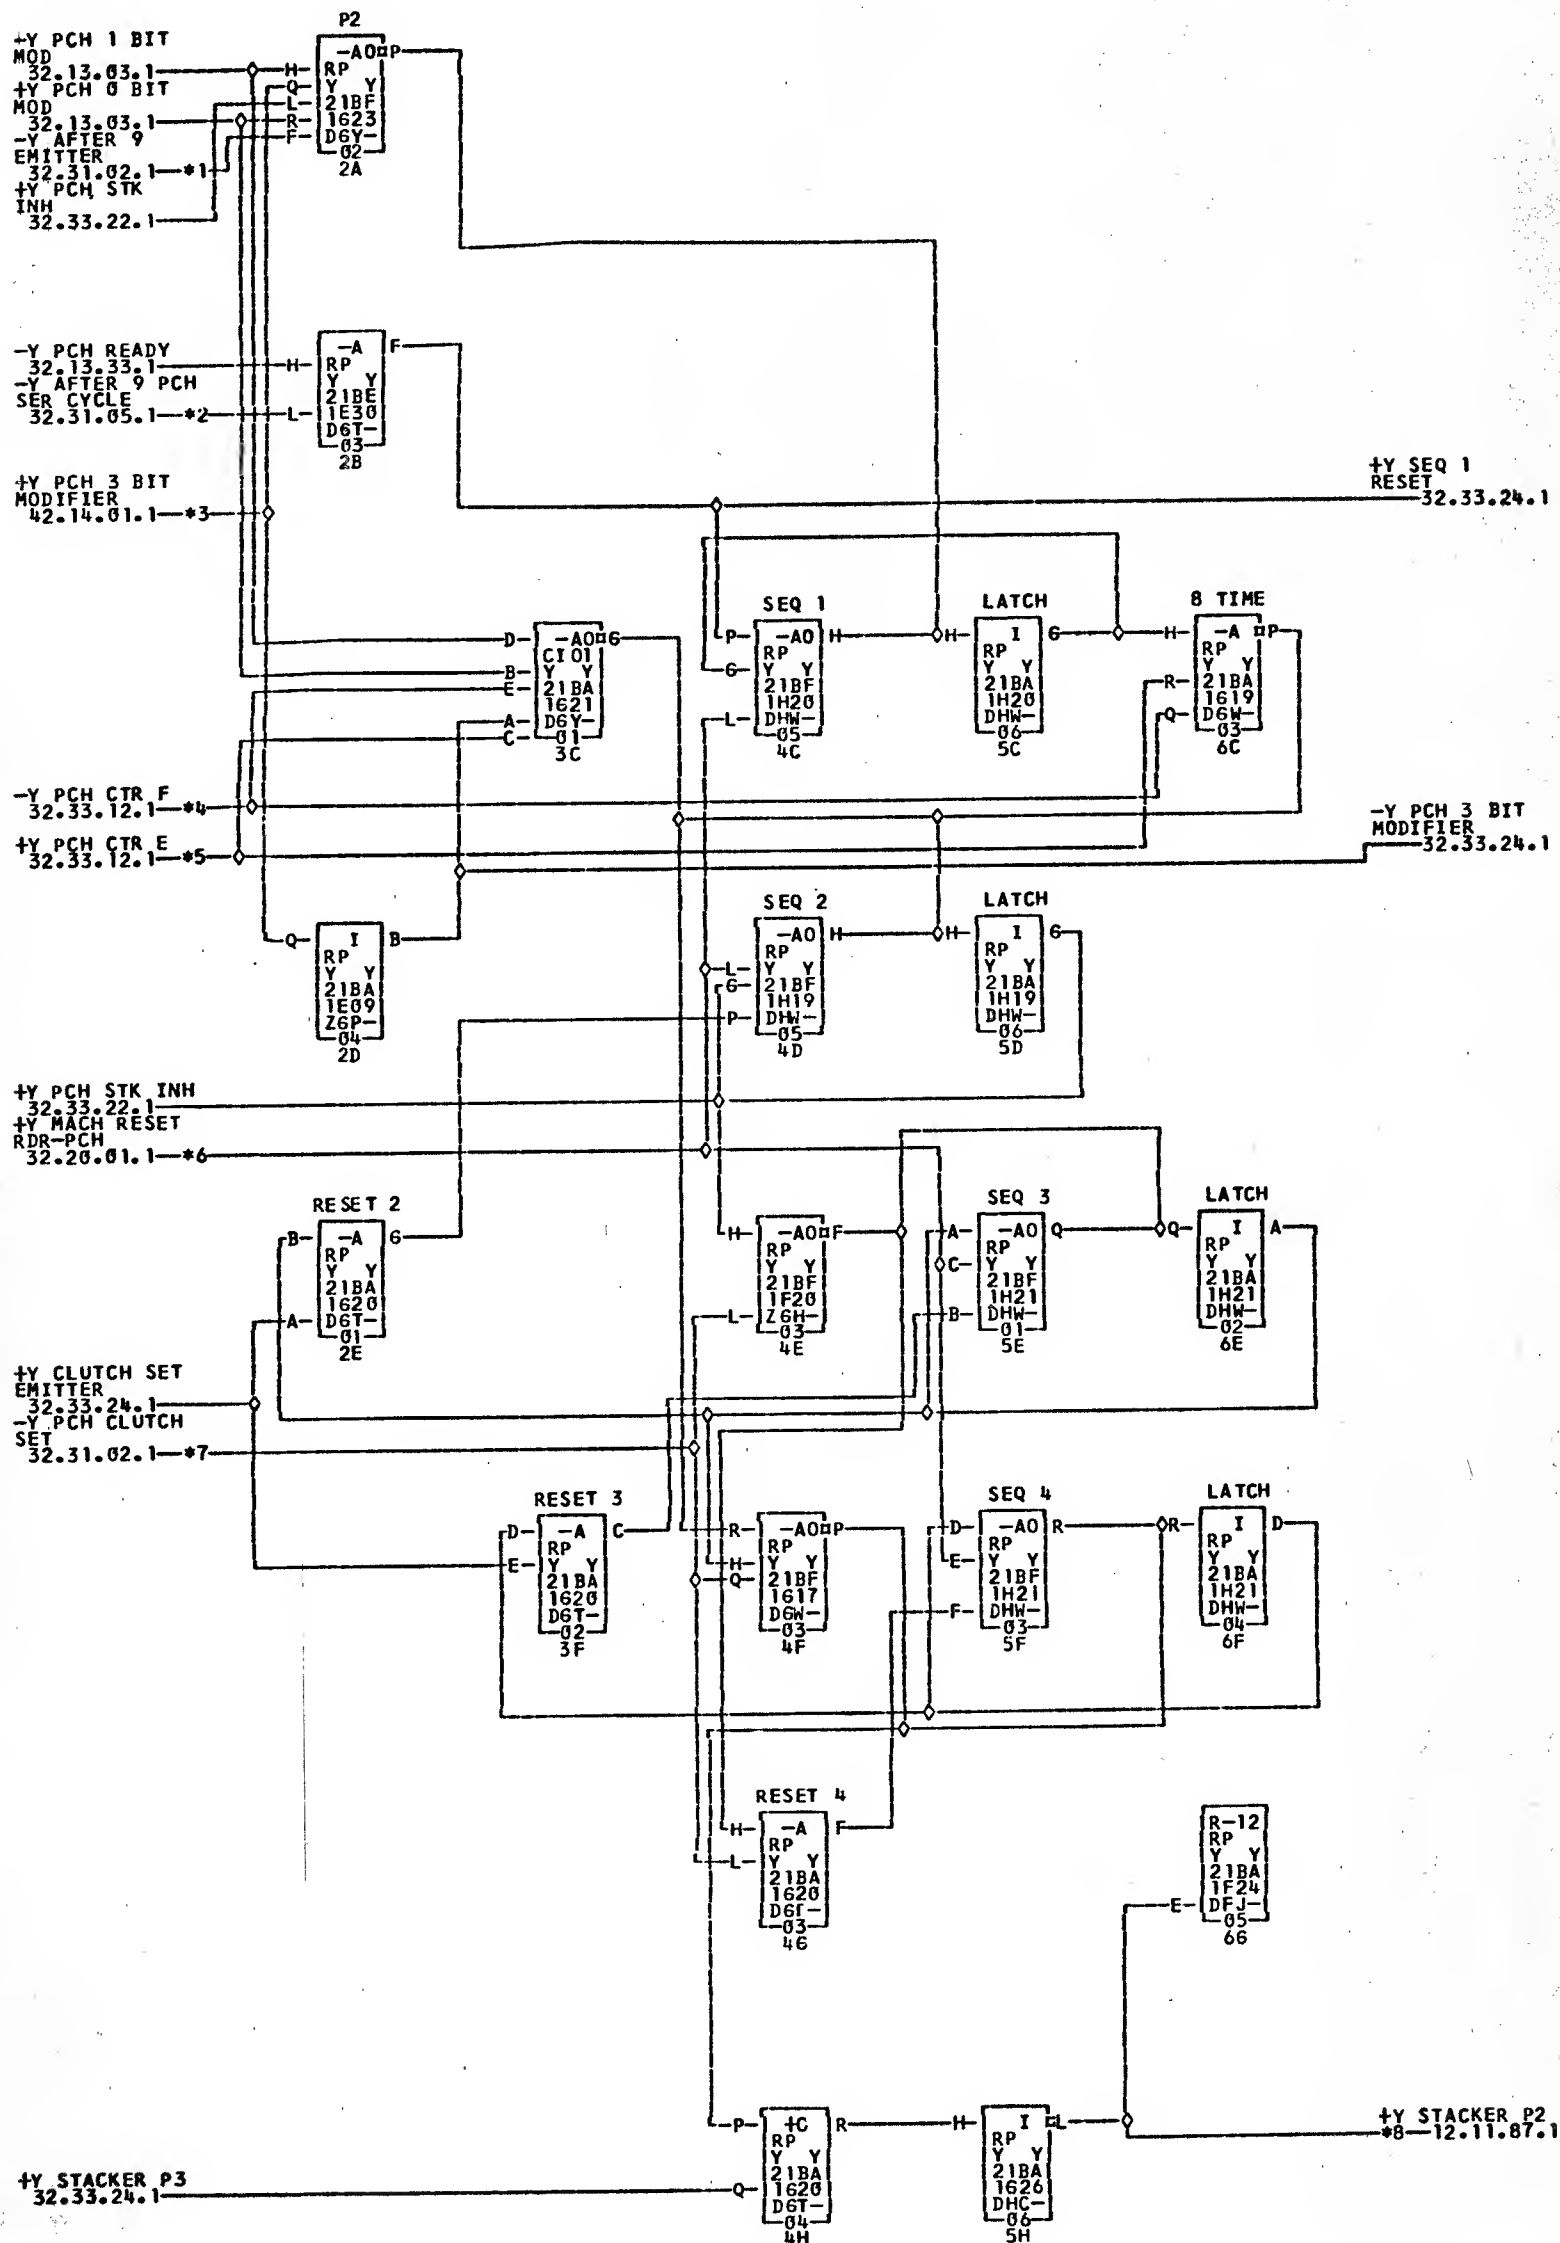 P2
+Y PCH 1 BIT
MOD
32.13.03.1
+Y PCH 0 BIT
MOD
32.13.03.1
-Y AFTER 9
EMITTER
32.31.02.1—*1
+Y PCH STK
INH
32.33.22.1
H
Q
L
R
F
-AO P
RP
Y Y
21BF
1G23
D6Y-
02
2A
-Y PCH READY
32.13.33.1
-Y AFTER 9 PCH
SER CYCLE
32.31.05.1—*2
H
L
-A F
RP
Y Y
21BE
1E30
D6T-
03
2B
+Y PCH 3 BIT
MODIFIER
42.14.01.1—*3
+Y SEQ 1
RESET
32.33.24.1
D
B
E
A
C
-AO G
CI01
Y Y
21BA
1G21
D6Y-
01
3C
SEQ 1
P
G
L
-AO H
RP
Y Y
21BF
1H20
DHW-
05
4C
LATCH
H
I G
RP
Y Y
21BA
1H20
DHW-
06
5C
8 TIME
H
R
Q
-A P
RP
Y Y
21BA
1G19
D6W-
03
6C
-Y PCH CTR F
32.33.12.1—*4
+Y PCH CTR E
32.33.12.1—*5
-Y PCH 3 BIT
MODIFIER
32.33.24.1
Q
I B
RP
Y Y
21BA
1E09
Z6P-
04
2D
SEQ 2
L
G
P
-AO H
RP
Y Y
21BF
1H19
DHW-
05
4D
LATCH
H
I G
RP
Y Y
21BA
1H19
DHW-
06
5D
+Y PCH STK INH
32.33.22.1
+Y MACH RESET
RDR-PCH
32.20.01.1—*6
RESET 2
B
A
-A G
RP
Y Y
21BA
1G20
D6T-
01
2E
H
L
-AO F
RP
Y Y
21BF
1F20
Z6H-
03
4E
SEQ 3
A
C
B
-AO Q
RP
Y Y
21BF
1H21
DHW-
01
5E
LATCH
Q
I A
RP
Y Y
21BA
1H21
DHW-
02
6E
+Y CLUTCH SET
EMITTER
32.33.24.1
-Y PCH CLUTCH
SET
32.31.02.1—*7
RESET 3
D
E
-A C
RP
Y Y
21BA
1G20
D6T-
02
3F
R
H
Q
-AO P
RP
Y Y
21BF
1G17
D6W-
03
4F
SEQ 4
D
E
F
-AO R
RP
Y Y
21BF
1H21
DHW-
03
5F
LATCH
R
I D
RP
Y Y
21BA
1H21
DHW-
04
6F
RESET 4
H
L
-A F
RP
Y Y
21BA
1G20
D6T-
03
4G
E
R-12
RP
Y Y
21BA
1F24
DFJ-
05
6G
P
Q
+C R
RP
Y Y
21BA
1G20
D6T-
04
4H
H
I L
RP
Y Y
21BA
1G26
DHC-
06
5H
+Y STACKER P2
*8—12.11.87.1
+Y STACKER P3
32.33.24.1